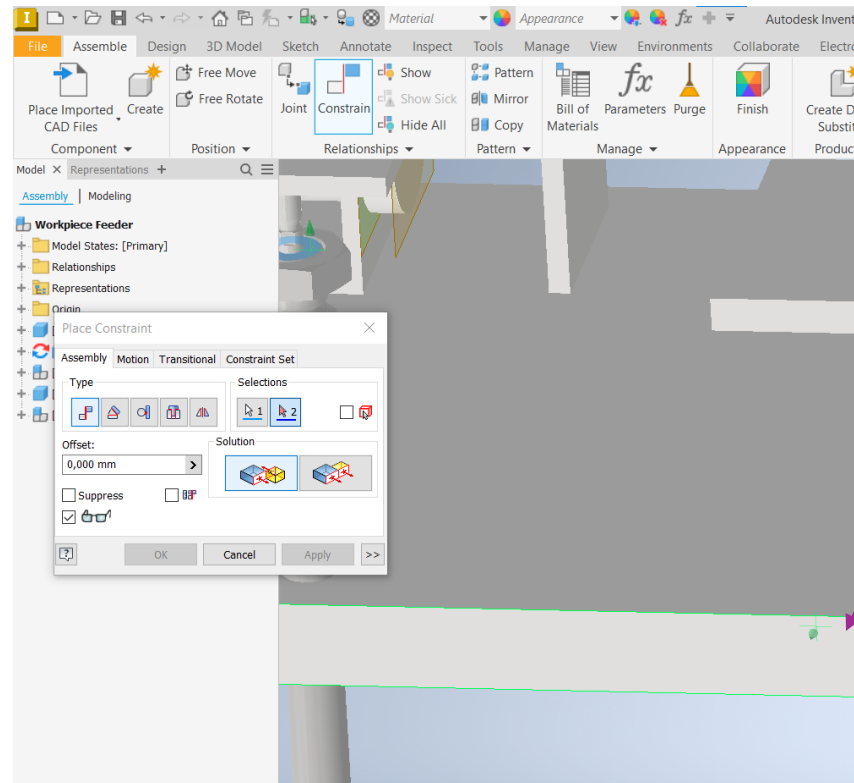 I Material Appearance fx Autodesk Invent
File Assemble Design 3D Model Sketch Annotate Inspect Tools Manage View Environments Collaborate Electro
Place Imported CAD Files
Create
Free Move
Free Rotate
Joint
Constrain
Show
Show Sick
Hide All
Pattern
Mirror
Copy
Bill of Materials
fx
Parameters
Purge
Finish
Create D
Substit
Component Position Relationships Pattern Manage Appearance Product
Model × Representations +
Assembly | Modeling
Workpiece Feeder
Model States: [Primary]
Relationships
Representations
Origin
Place Constraint
Assembly Motion Transitional Constraint Set
Type
Selections
1 2
Offset:
0,000 mm
Solution
Suppress
OK Cancel Apply >>